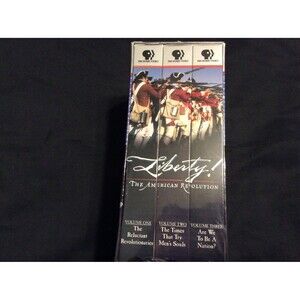 Liberty!
THE AMERICAN REVOLUTION
VOLUME ONE
The
Reluctant
Revolutionaries
VOLUME TWO
The Times
That Try
Men's Souls
VOLUME THREE
Are We
To Be A
Nation?